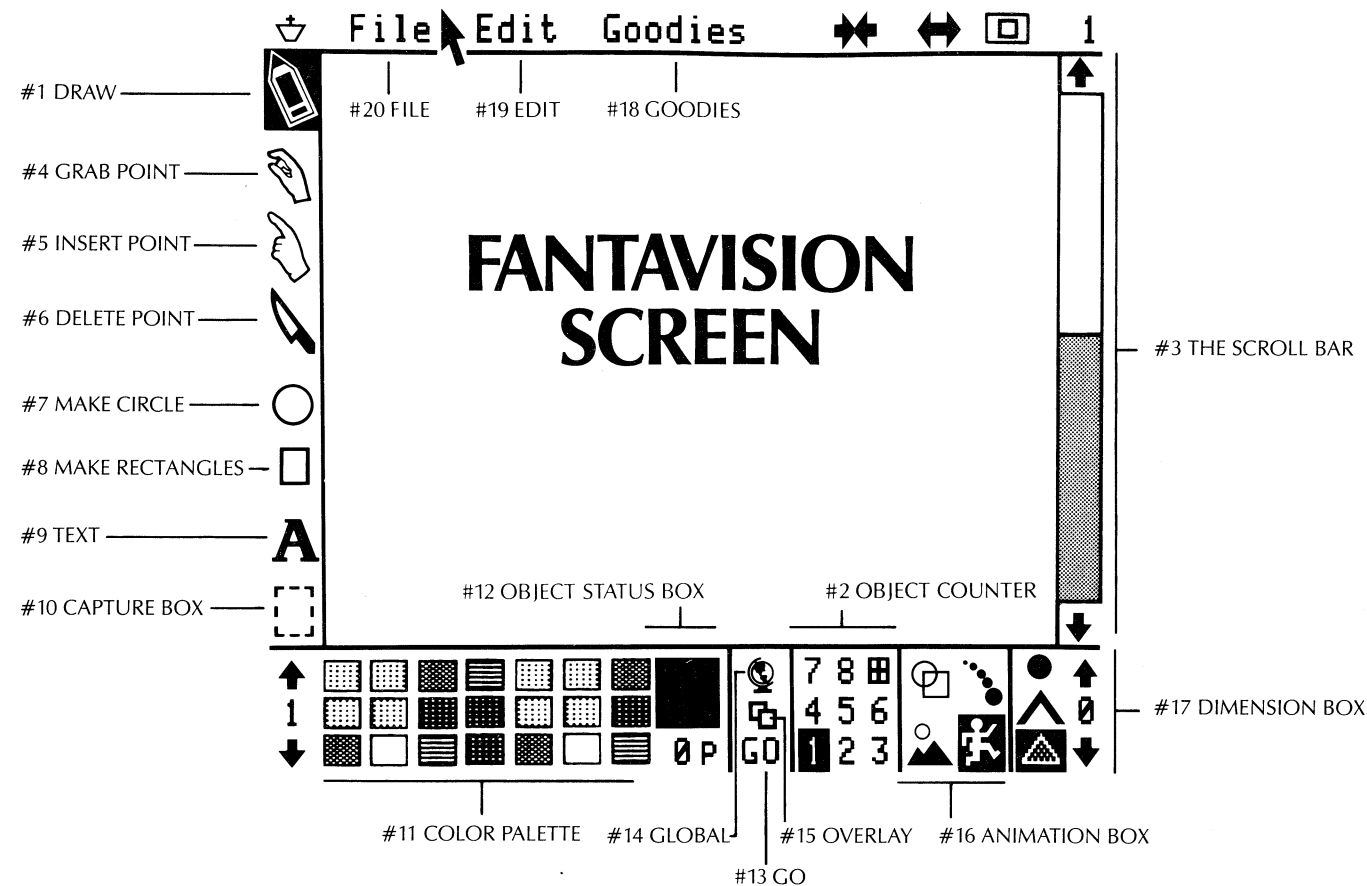 File Edit Goodies 1
#1 DRAW
#20 FILE #19 EDIT #18 GOODIES
#4 GRAB POINT
#5 INSERT POINT
FANTAVISION
SCREEN
#6 DELETE POINT
#3 THE SCROLL BAR
#7 MAKE CIRCLE
#8 MAKE RECTANGLES
#9 TEXT
A
#12 OBJECT STATUS BOX #2 OBJECT COUNTER
#10 CAPTURE BOX
7 8
1 4 5 6 0
#17 DIMENSION BOX
0 P GO 1 2 3
#11 COLOR PALETTE #14 GLOBAL #15 OVERLAY #16 ANIMATION BOX
#13 GO